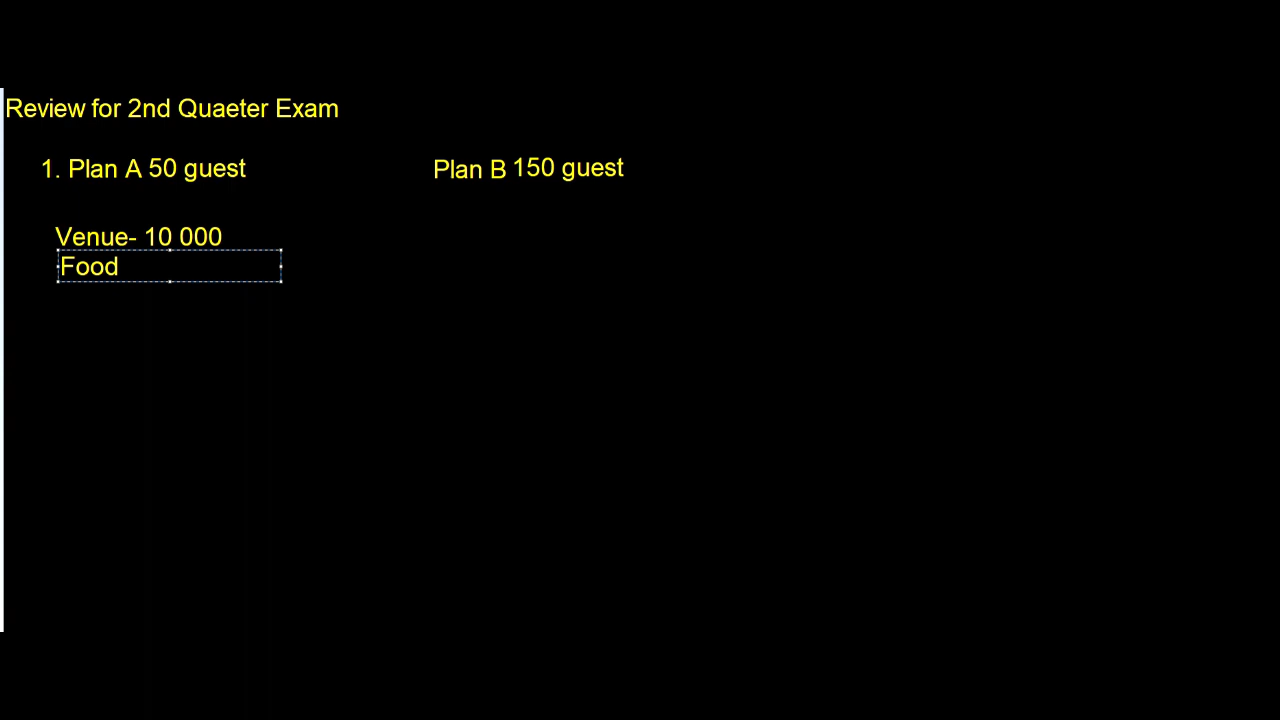 Review for 2nd Quaeter Exam
1. Plan A 50 guest
Plan B 150 guest
Venue- 10 000
Food